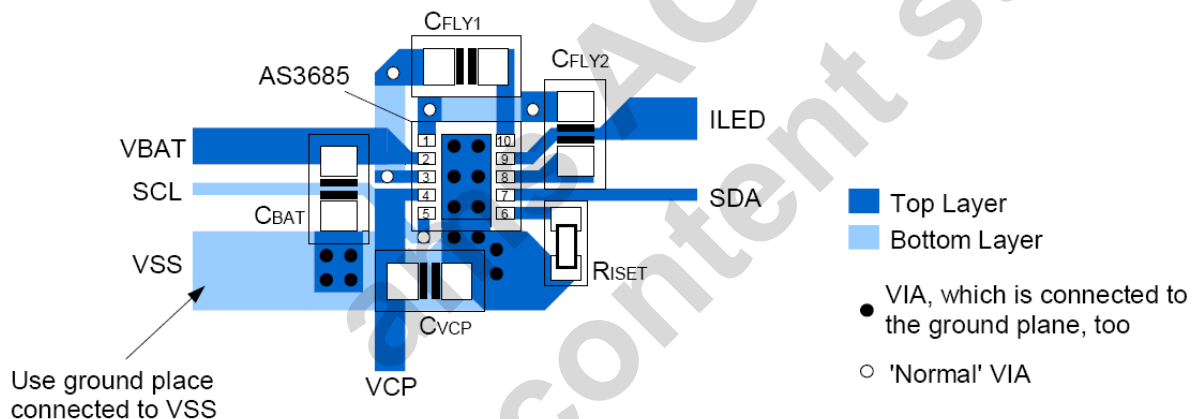 CFLY1
CFLY2
AS3685
ILED
VBAT
1
10
2
9
3
8
SCL
4
7
SDA
CBAT
5
6
Top Layer
Bottom Layer
VSS
RISET
VIA, which is connected to
the ground plane, too
CVCP
'Normal' VIA
Use ground place
connected to VSS
VCP